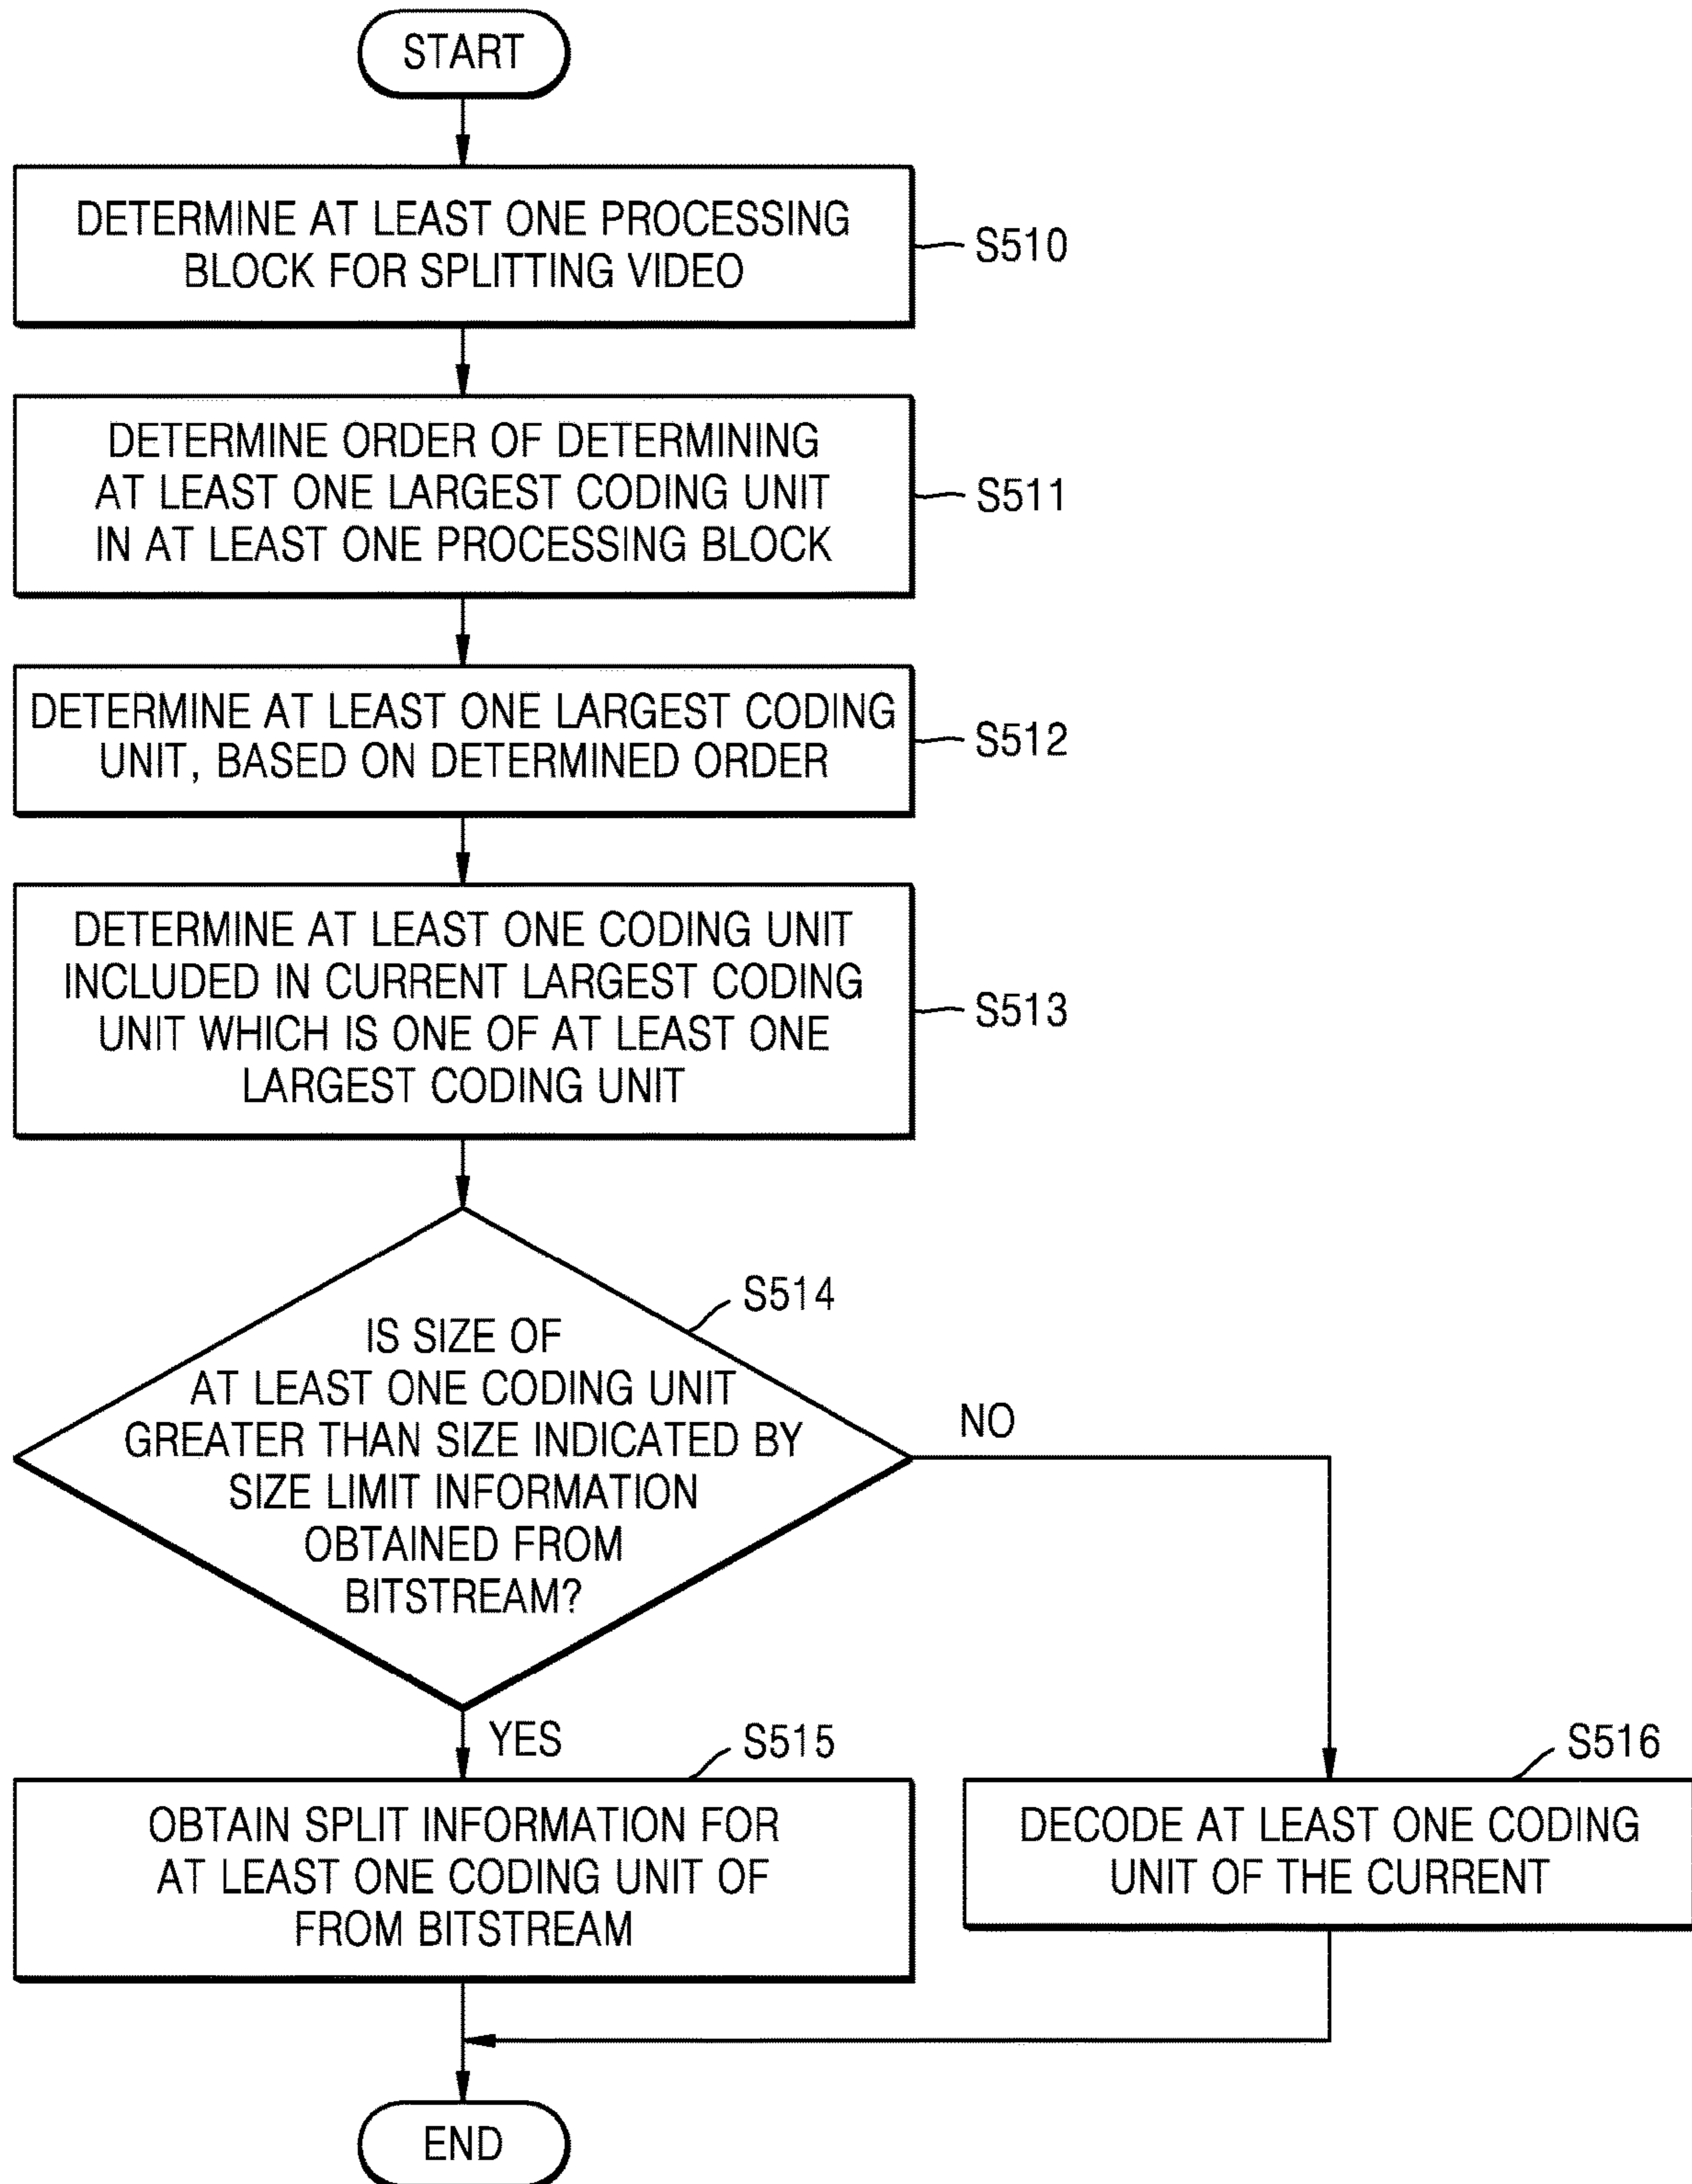 START
DETERMINE AT LEAST ONE PROCESSING
BLOCK FOR SPLITTING VIDEO
S510
DETERMINE ORDER OF DETERMINING
AT LEAST ONE LARGEST CODING UNIT
IN AT LEAST ONE PROCESSING BLOCK
S511
DETERMINE AT LEAST ONE LARGEST CODING
UNIT, BASED ON DETERMINED ORDER
S512
DETERMINE AT LEAST ONE CODING UNIT
INCLUDED IN CURRENT LARGEST CODING
UNIT WHICH IS ONE OF AT LEAST ONE
LARGEST CODING UNIT
S513
S514
IS SIZE OF
AT LEAST ONE CODING UNIT
GREATER THAN SIZE INDICATED BY
SIZE LIMIT INFORMATION
OBTAINED FROM
BITSTREAM?
NO
YES
S515
OBTAIN SPLIT INFORMATION FOR
AT LEAST ONE CODING UNIT OF
FROM BITSTREAM
S516
DECODE AT LEAST ONE CODING
UNIT OF THE CURRENT
END